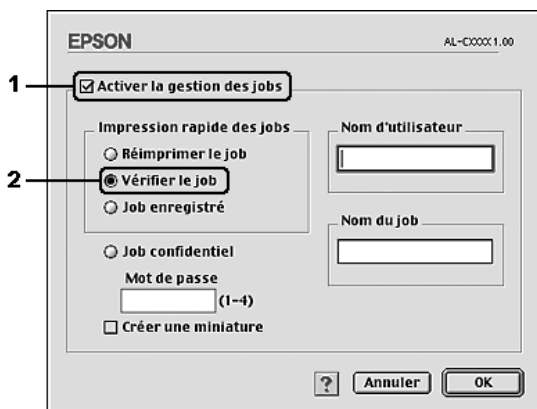 EPSON
AL-CXXXX 1.00
1
Activer la gestion des jobs
Impression rapide des jobs
Réimprimer le job
2
Vérifier le job
Job enregistré
Nom d'utilisateur
Nom du job
Job confidentiel
Mot de passe
(1-4)
Créer une miniature
?
Annuler
OK